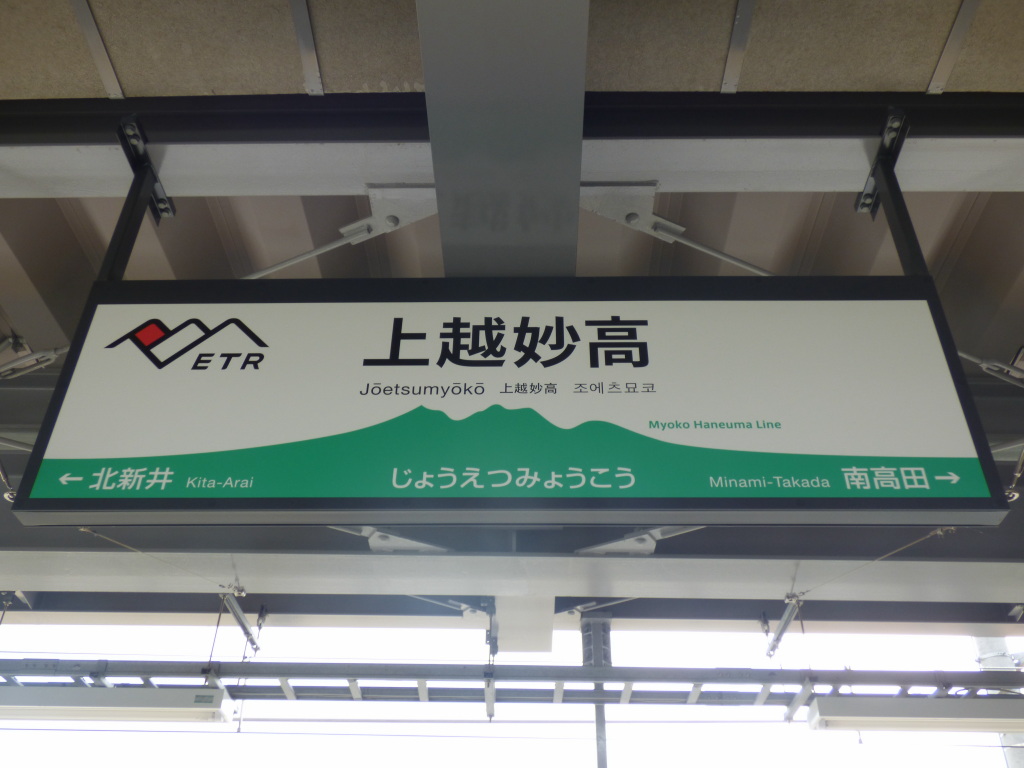 ETR
上越妙高
Jōetsumyōkō 上越妙高 조에츠묘코
Myoko Haneuma Line
← 北新井 Kita-Arai じょうえつみょうこう Minami-Takada 南高田 →